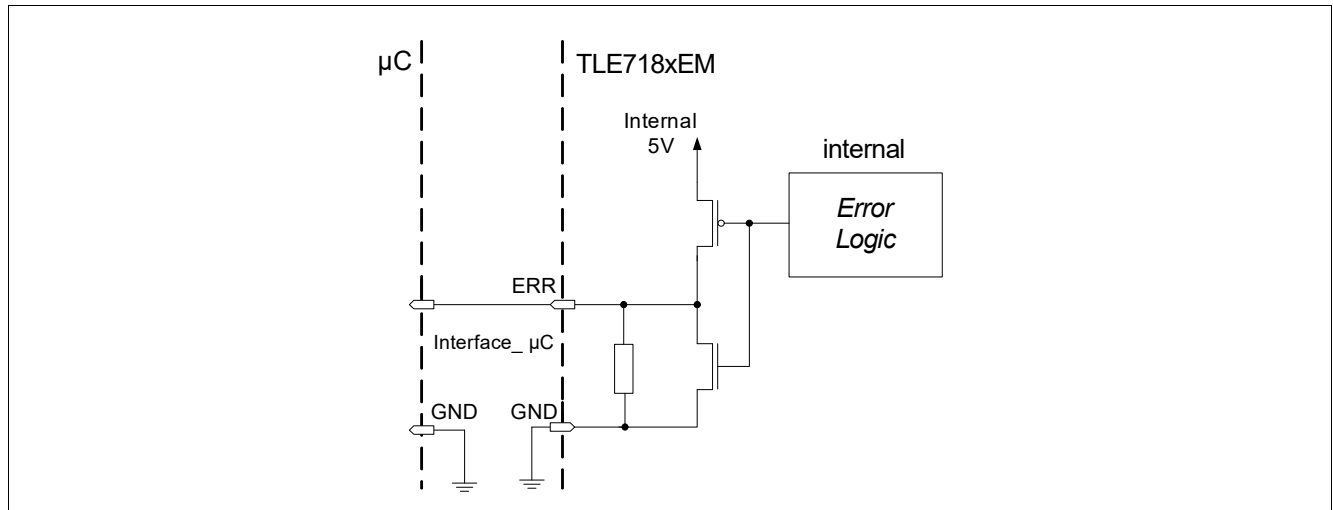 µC
TLE718xEM
Internal
5V
internal
Error
Logic
ERR
Interface_ µC
GND
GND